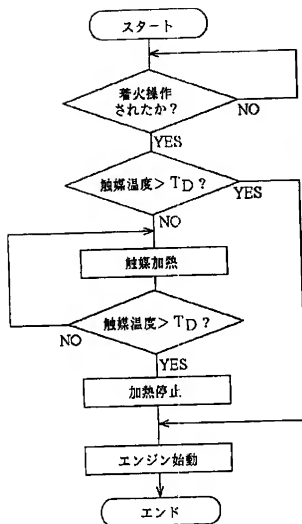 スタート
着火操作
されたか？
NO
YES
触媒温度＞TD？
YES
NO
触媒加熱
触媒温度＞TD？
NO
YES
加熱停止
エンジン始動
エンド